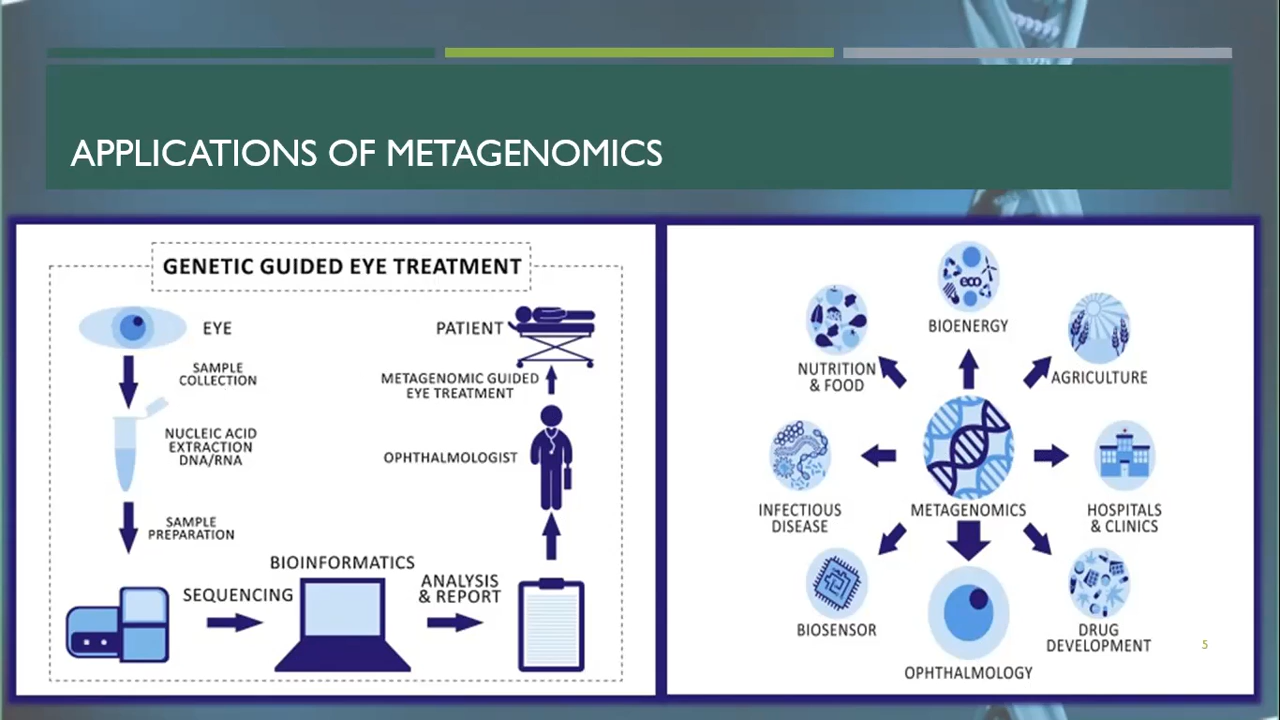 APPLICATIONS OF METAGENOMICS
GENETIC GUIDED EYE TREATMENT
EYE
SAMPLE
COLLECTION
NUCLEIC ACID
EXTRACTION
DNA/RNA
SAMPLE
PREPARATION
SEQUENCING
BIOINFORMATICS
ANALYSIS
& REPORT
OPHTHALMOLOGIST
METAGENOMIC GUIDED
EYE TREATMENT
PATIENT
eco
BIOENERGY
NUTRITION
& FOOD
AGRICULTURE
INFECTIOUS
DISEASE
METAGENOMICS
HOSPITALS
& CLINICS
BIOSENSOR
OPHTHALMOLOGY
DRUG
DEVELOPMENT
5